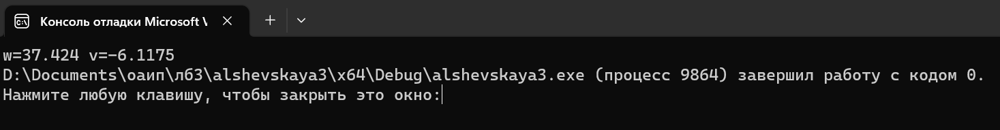 Консоль отладки Microsoft V
w=37.424 v=-6.1175
D:\Documents\оаип\лб3\alshevskaya3\x64\Debug\alshevskaya3.exe (процесс 9864) завершил работу с кодом 0.
Нажмите любую клавишу, чтобы закрыть это окно: